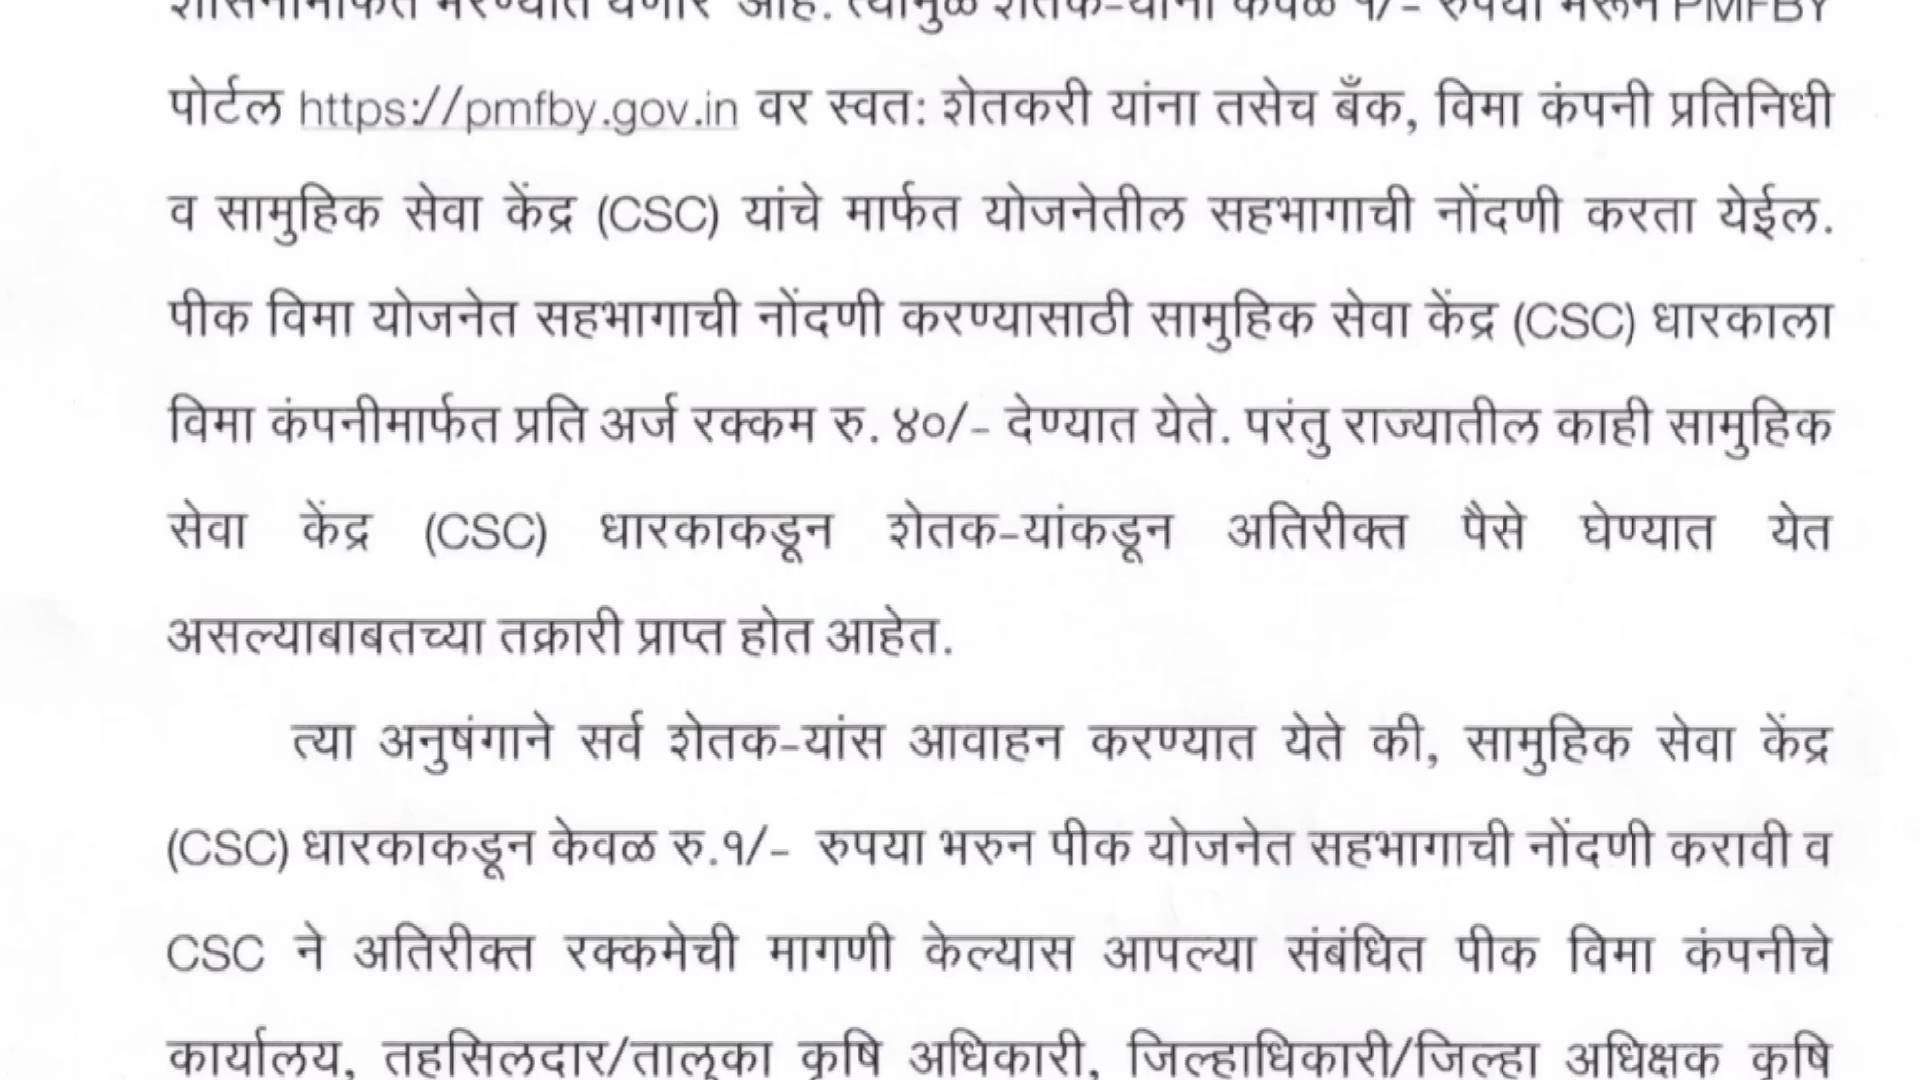 शासनामार्फत भरण्यात येणार आहे. त्यामुळे शेतक-यांना केवळ १/- रुपया भरून PMFBY
पोर्टल https://pmfby.gov.in वर स्वत: शेतकरी यांना तसेच बँक, विमा कंपनी प्रतिनिधी
व सामुहिक सेवा केंद्र (CSC) यांचे मार्फत योजनेतील सहभागाची नोंदणी करता येईल.
पीक विमा योजनेत सहभागाची नोंदणी करण्यासाठी सामुहिक सेवा केंद्र (CSC) धारकाला
विमा कंपनीमार्फत प्रति अर्ज रक्कम रु. ४०/- देण्यात येते. परंतु राज्यातील काही सामुहिक
सेवा केंद्र (CSC) धारकाकडून शेतक-यांकडून अतिरीक्त पैसे घेण्यात येत
असल्याबाबतच्या तक्रारी प्राप्त होत आहेत.
त्या अनुषंगाने सर्व शेतक-यांस आवाहन करण्यात येते की, सामुहिक सेवा केंद्र
(CSC) धारकाकडून केवळ रु.१/- रुपया भरुन पीक योजनेत सहभागाची नोंदणी करावी व
CSC ने अतिरीक्त रक्कमेची मागणी केल्यास आपल्या संबंधित पीक विमा कंपनीचे
कार्यालय, तहसिलदार/तालूका कृषि अधिकारी, जिल्हाधिकारी/जिल्हा अधिक्षक कृषि